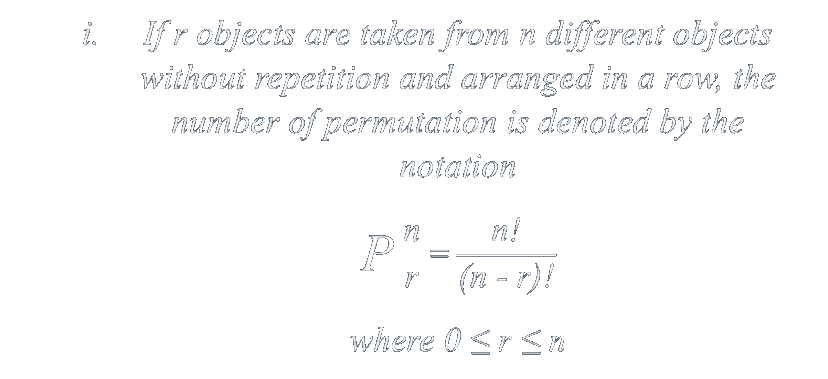 i. If r objects are taken from n different objects
without repetition and arranged in a row, the
number of permutation is denoted by the
notation
P n r = n! / (n - r)!
where 0 ≤ r ≤ n